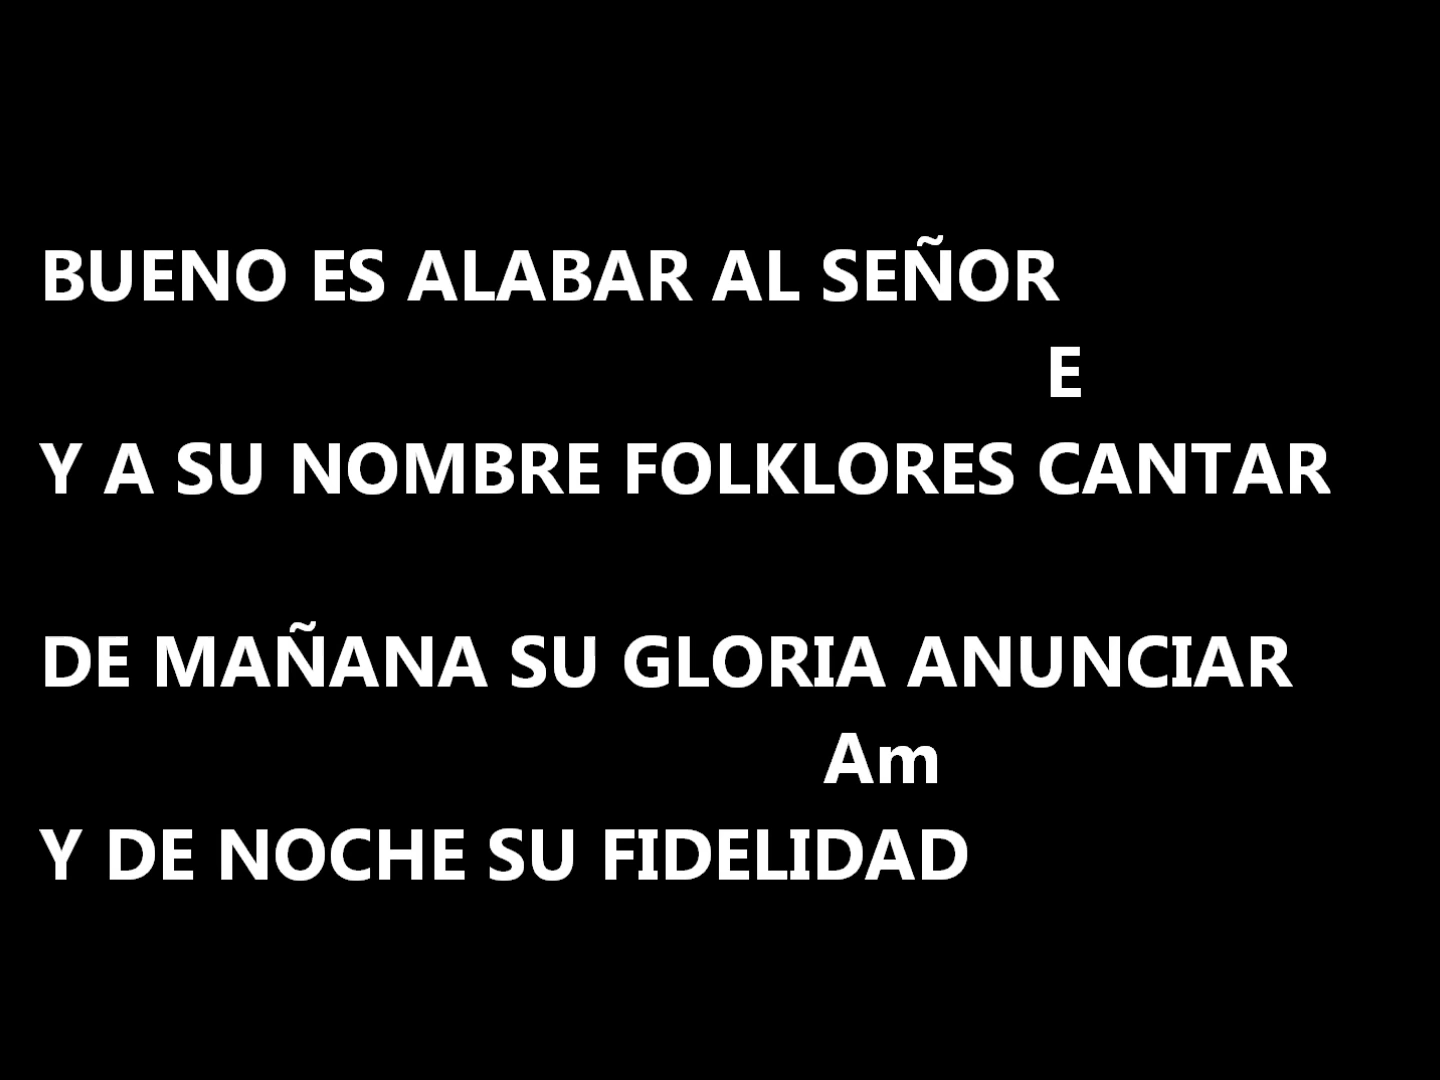 BUENO ES ALABAR AL SEÑOR
E
Y A SU NOMBRE FOLKLORES CANTAR
DE MAÑANA SU GLORIA ANUNCIAR
Am
Y DE NOCHE SU FIDELIDAD